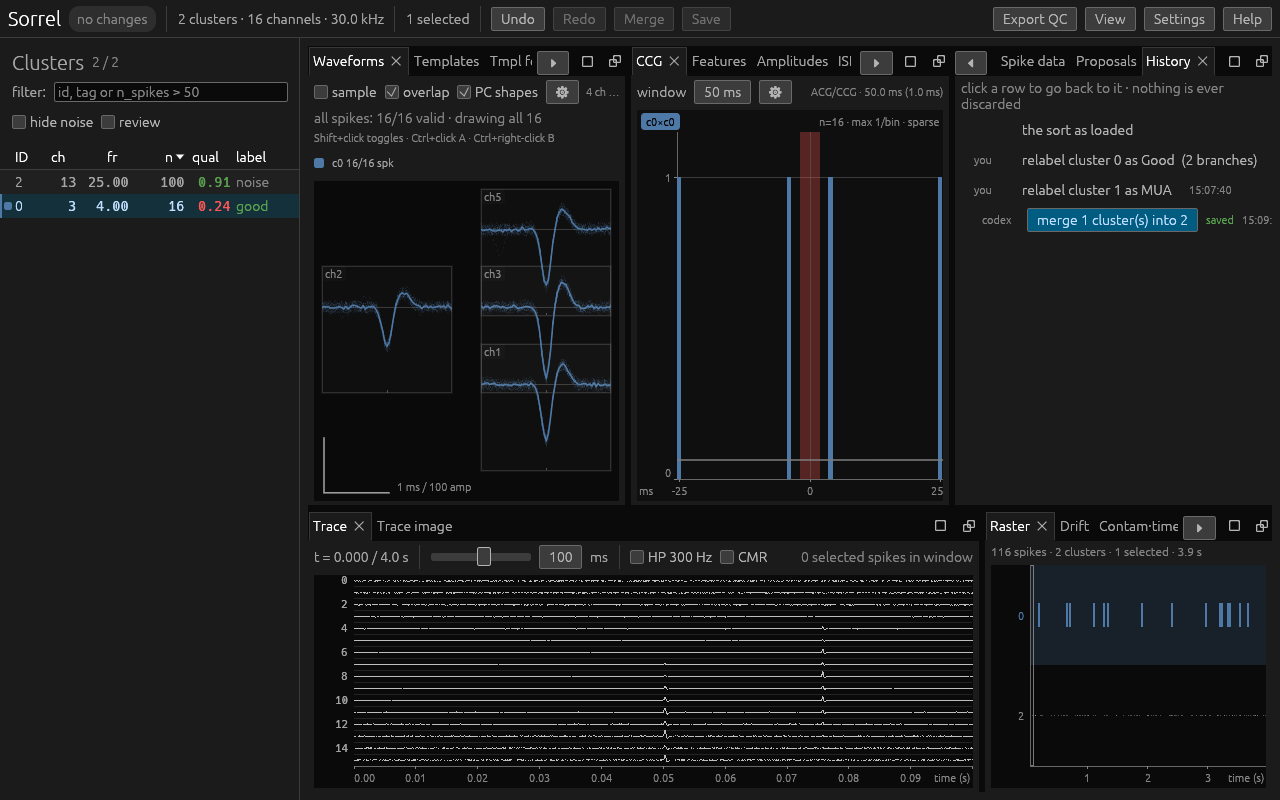 Sorrel no changes 2 clusters · 16 channels · 30.0 kHz 1 selected Undo Redo Merge Save Export QC View Settings Help
Clusters 2 / 2
filter: id, tag or n_spikes > 50
hide noise review
ID ch fr n qual label
2 13 25.00 100 0.91 noise
0 3 4.00 16 0.24 good
Waveforms Templates Tmpl
sample overlap PC shapes 4 ch ...
all spikes: 16/16 valid · drawing all 16
Shift+click toggles · Ctrl+click A · Ctrl+right-click B
c0 16/16 spk
ch5
ch2 ch3
ch1
1 ms / 100 amp
CCG Features Amplitudes ISI
window 50 ms ACG/CCG · 50.0 ms (1.0 ms)
c0×c0 n=16 · max 1/bin · sparse
1
0
ms -25 0 25
Spike data Proposals History
click a row to go back to it · nothing is ever
discarded
the sort as loaded
you relabel cluster 0 as Good (2 branches)
you relabel cluster 1 as MUA 15:07:40
codex merge 1 cluster(s) into 2 saved 15:09:
Trace Trace image
t = 0.000 / 4.0 s 100 ms HP 300 Hz CMR 0 selected spikes in window
0
2
4
6
8
10
12
14
0.00 0.01 0.02 0.03 0.04 0.05 0.06 0.07 0.08 0.09 time (s)
Raster Drift Contam·time
116 spikes · 2 clusters · 1 selected · 3.9 s
0
2
1 2 3 time (s)